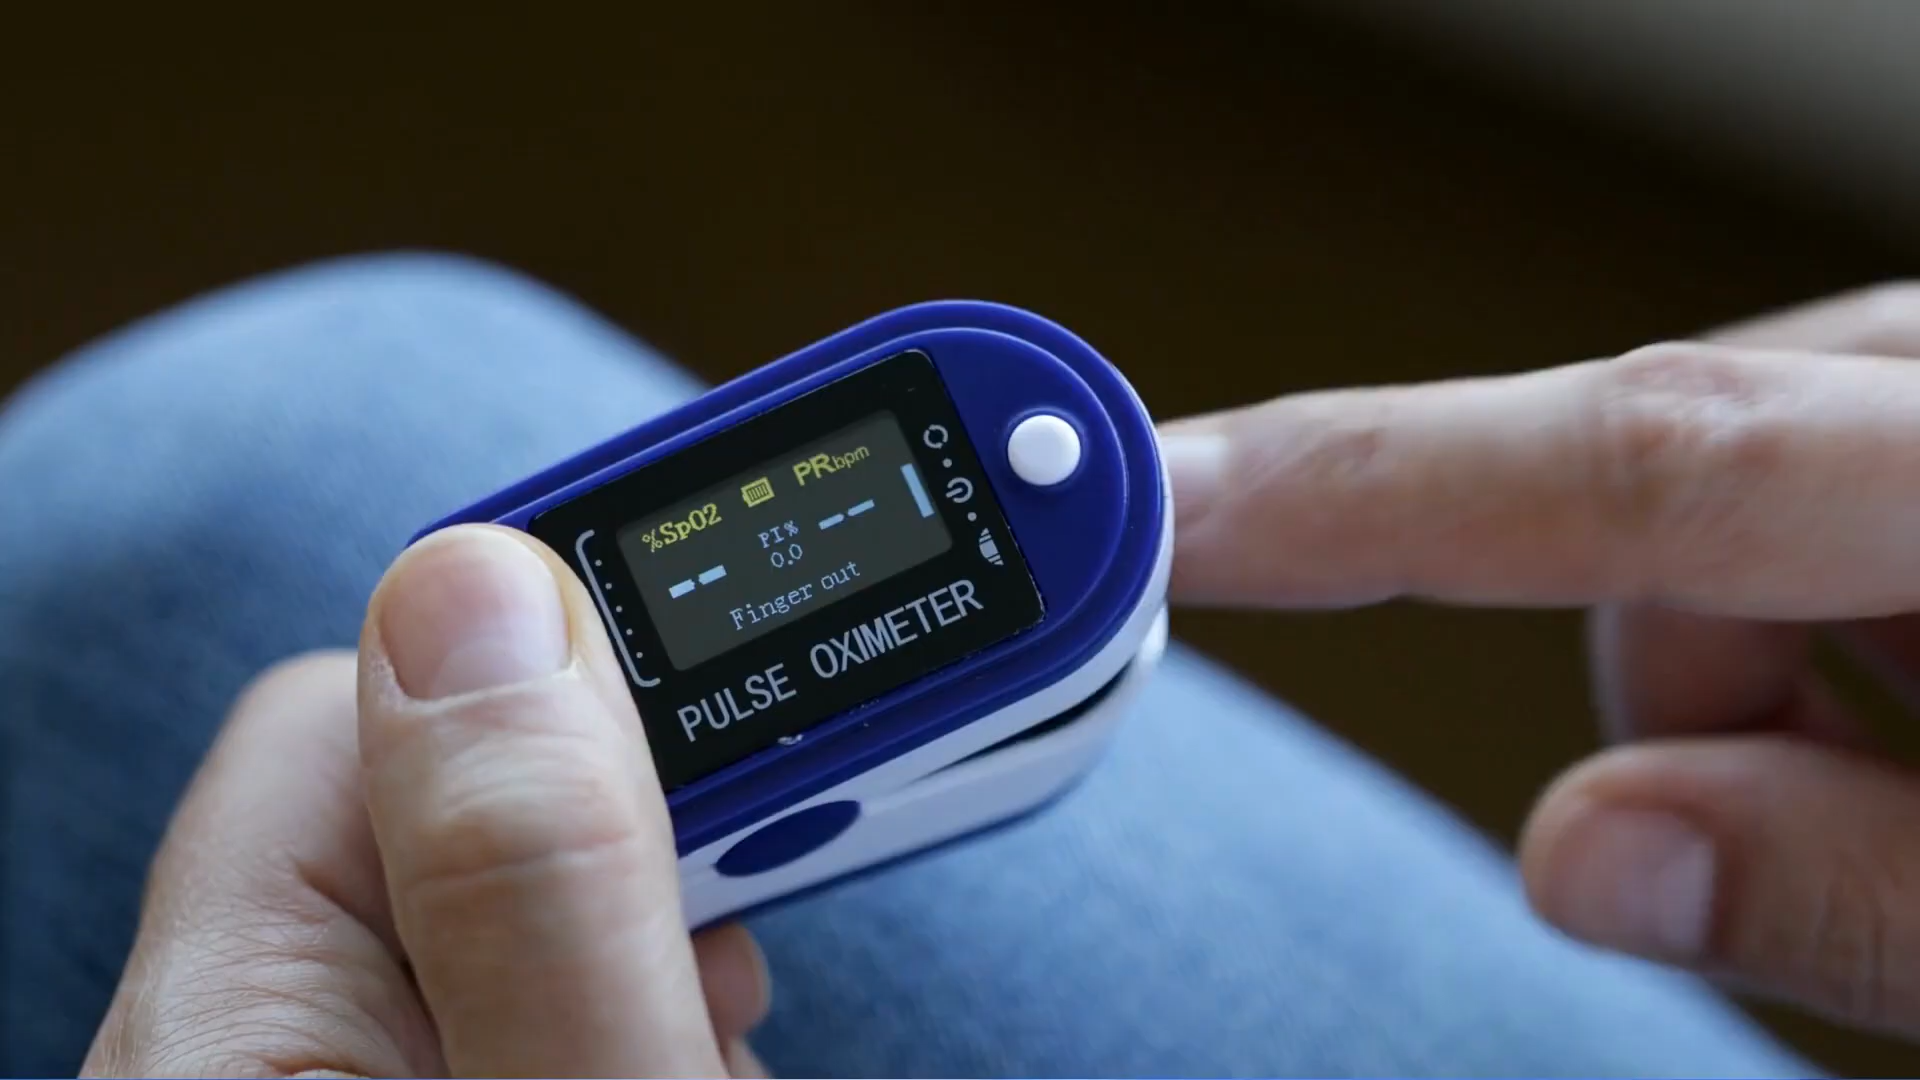 %SpO2 PRbpm
-- PI% --
0.0
Finger out
PULSE OXIMETER